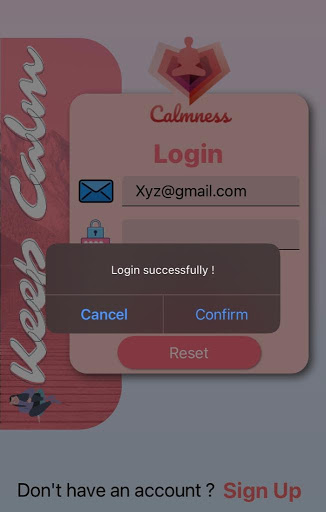 Keep Calm
Calmness
Login
Xyz@gmail.com
Login successfully !
Cancel
Confirm
Reset
Don't have an account ? Sign Up